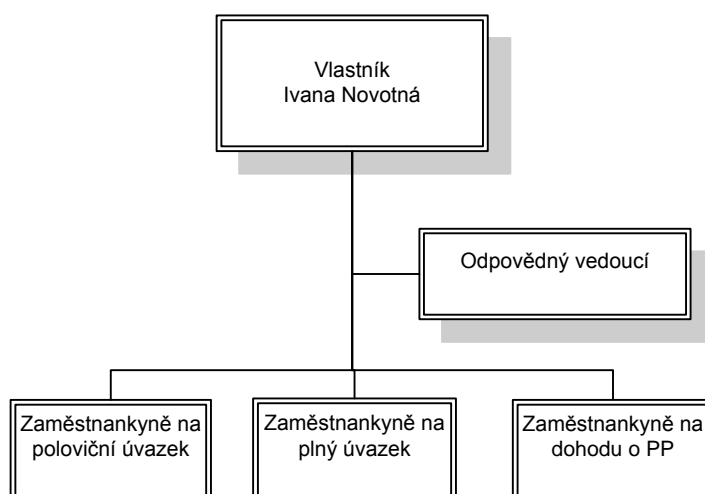 Vlastník
Ivana Novotná
Odpovědný vedoucí
Zaměstnankyně na
poloviční úvazek
Zaměstnankyně na
plný úvazek
Zaměstnankyně na
dohodu o PP